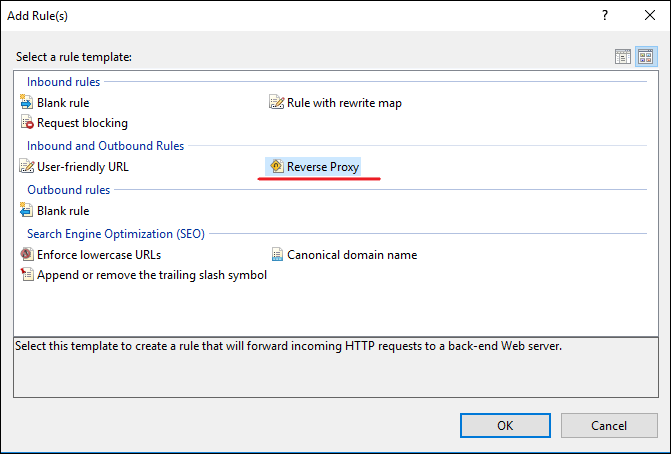 Add Rule(s)
?
Select a rule template:
Inbound rules
Blank rule
Rule with rewrite map
Request blocking
Inbound and Outbound Rules
User-friendly URL
Reverse Proxy
Outbound rules
Blank rule
Search Engine Optimization (SEO)
Enforce lowercase URLs
Canonical domain name
Append or remove the trailing slash symbol
Select this template to create a rule that will forward incoming HTTP requests to a back-end Web server.
OK
Cancel